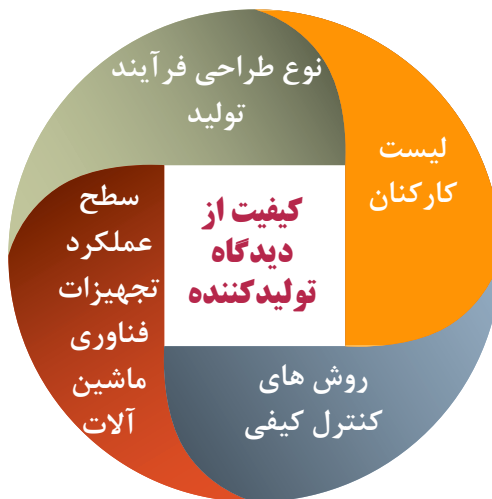 نوع طراحی فرآیند
تولید
لیست
کارکنان
کیفیت از
دیدگاه
تولیدکننده
سطح
عملکرد
تجهیزات
فناوری
ماشین
آلات
روش های
کنترل کیفی